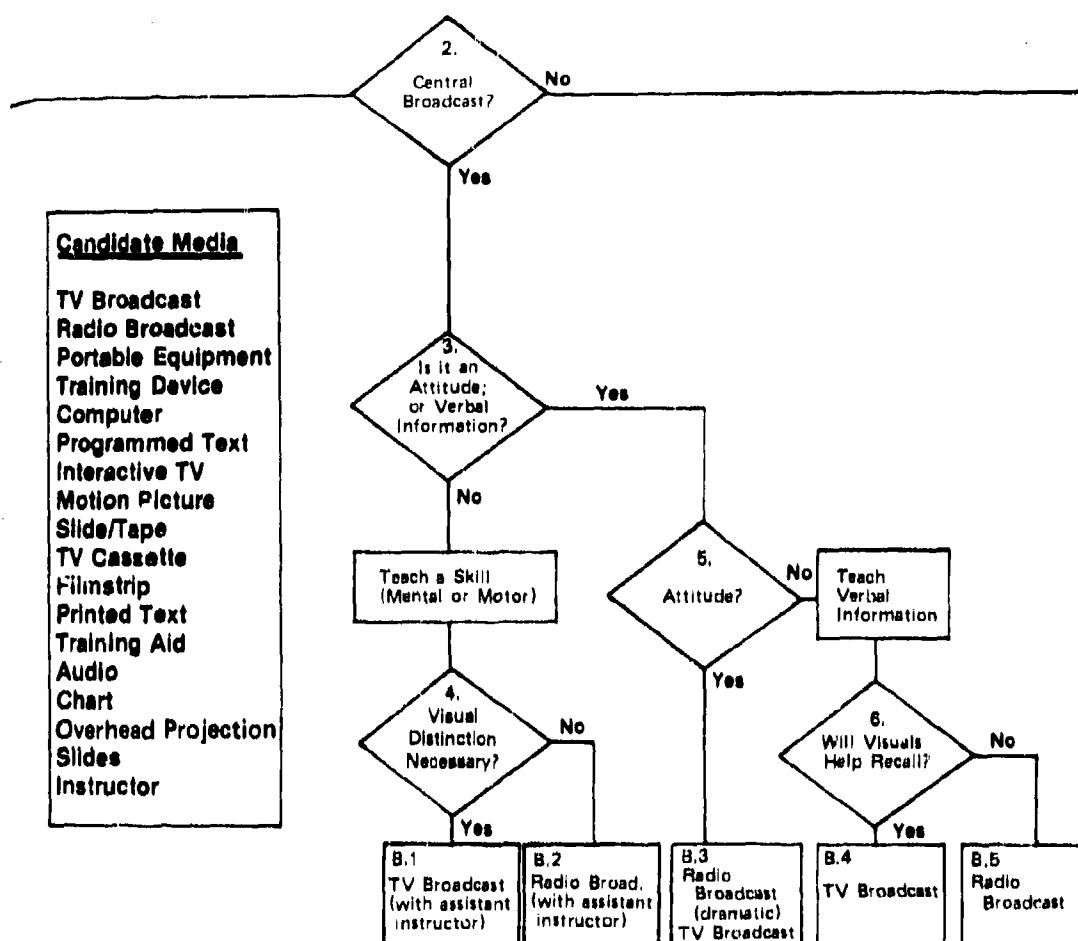 2.
Central
Broadcast?
No
Yes
Candidate Media
TV Broadcast
Radio Broadcast
Portable Equipment
Training Device
Computer
Programmed Text
Interactive TV
Motion Picture
Slide/Tape
TV Cassette
Filmstrip
Printed Text
Training Aid
Audio
Chart
Overhead Projection
Slides
Instructor
3.
Is it an
Attitude;
or Verbal
Information?
Yes
No
Teach a Skill
(Mental or Motor)
5.
Attitude?
No
Yes
Teach
Verbal
Information
4.
Visual
Distinction
Necessary?
No
Yes
6.
Will Visuals
Help Recall?
No
Yes
B.1
TV Broadcast
(with assistant
instructor)
B.2
Radio Broad.
(with assistant
instructor)
B.3
Radio
Broadcast
(dramatic)
TV Broadcast
B.4
TV Broadcast
B.5
Radio
Broadcast